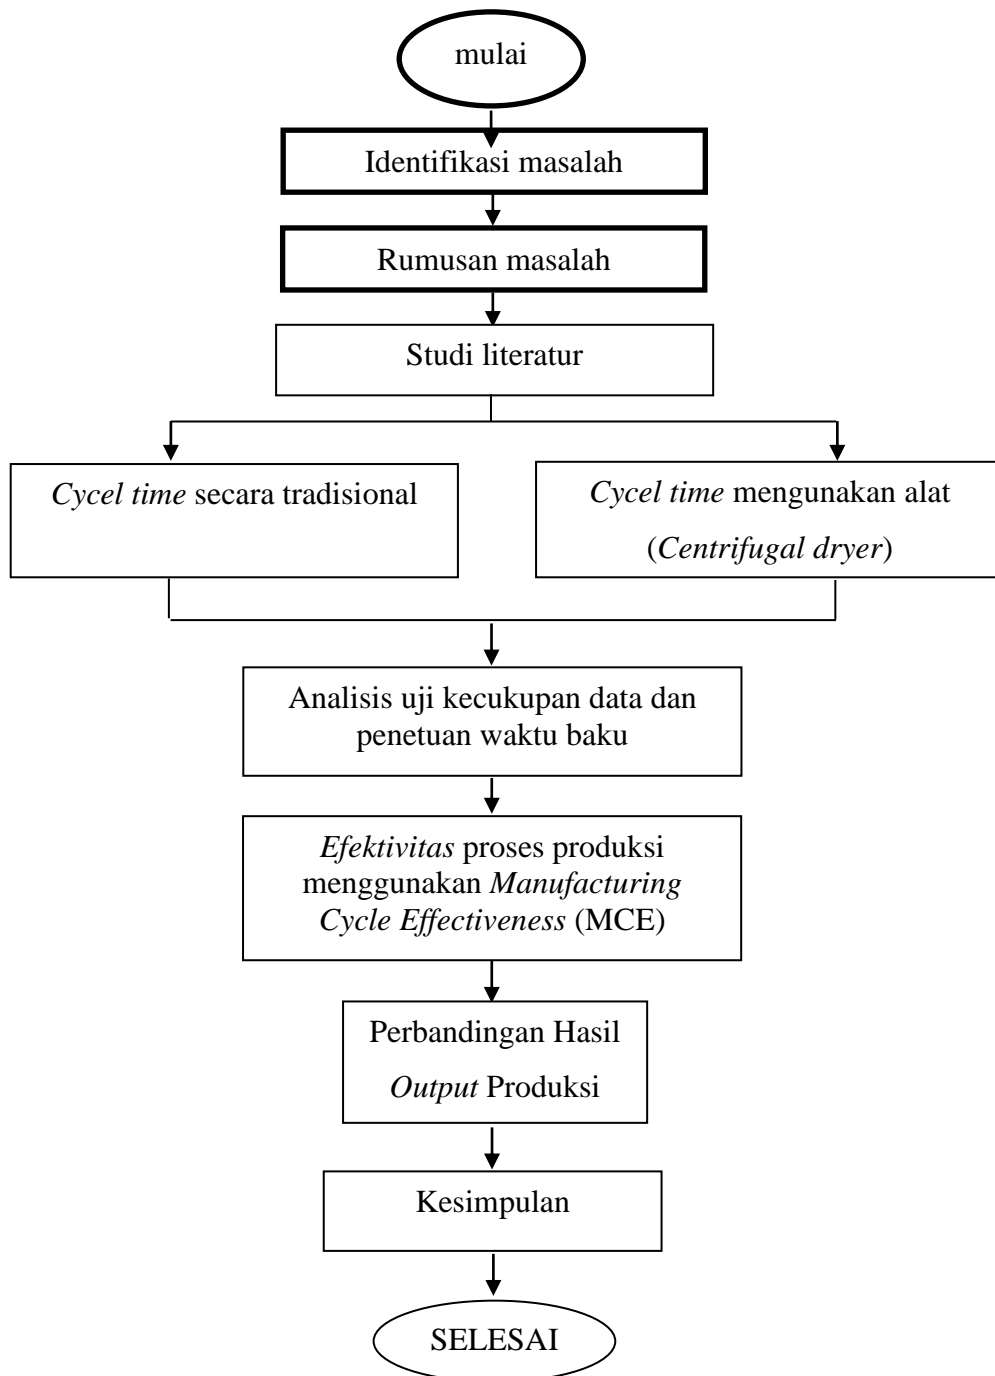 mulai
Identifikasi masalah
Rumusan masalah
Studi literatur
Cycel time secara tradisional
Cycel time mengunakan alat
(Centrifugal dryer)
Analisis uji kecukupan data dan
penetuan waktu baku
Efektivitas proses produksi
menggunakan Manufacturing
Cycle Effectiveness (MCE)
Perbandingan Hasil
Output Produksi
Kesimpulan
SELESAI